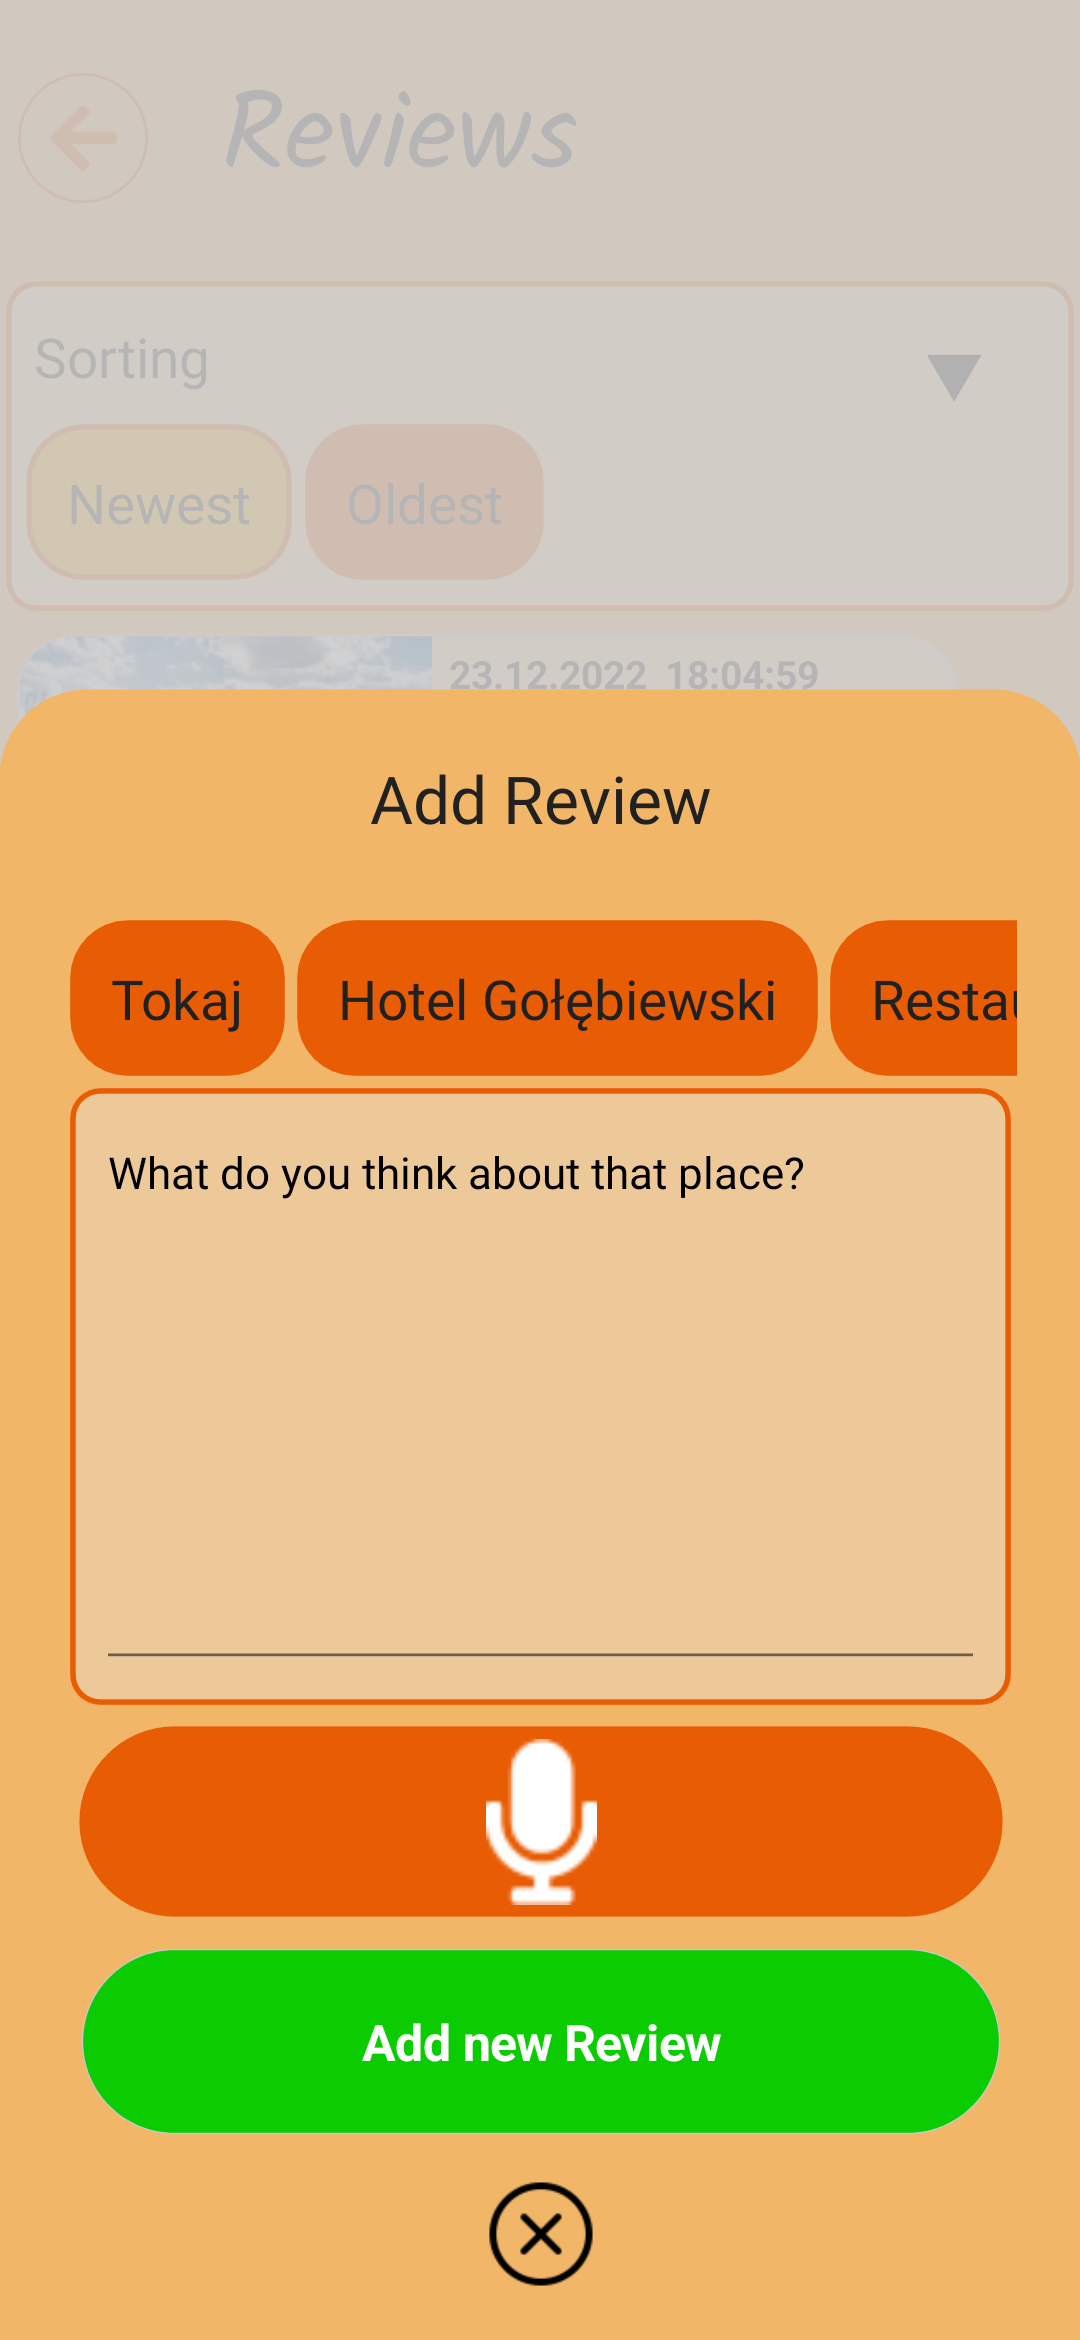 Reviews
Sorting
Newest Oldest
23.12.2022 18:04:59
Add Review
Tokaj Hotel Gołębiewski
What do you think about that place?
Add new Review